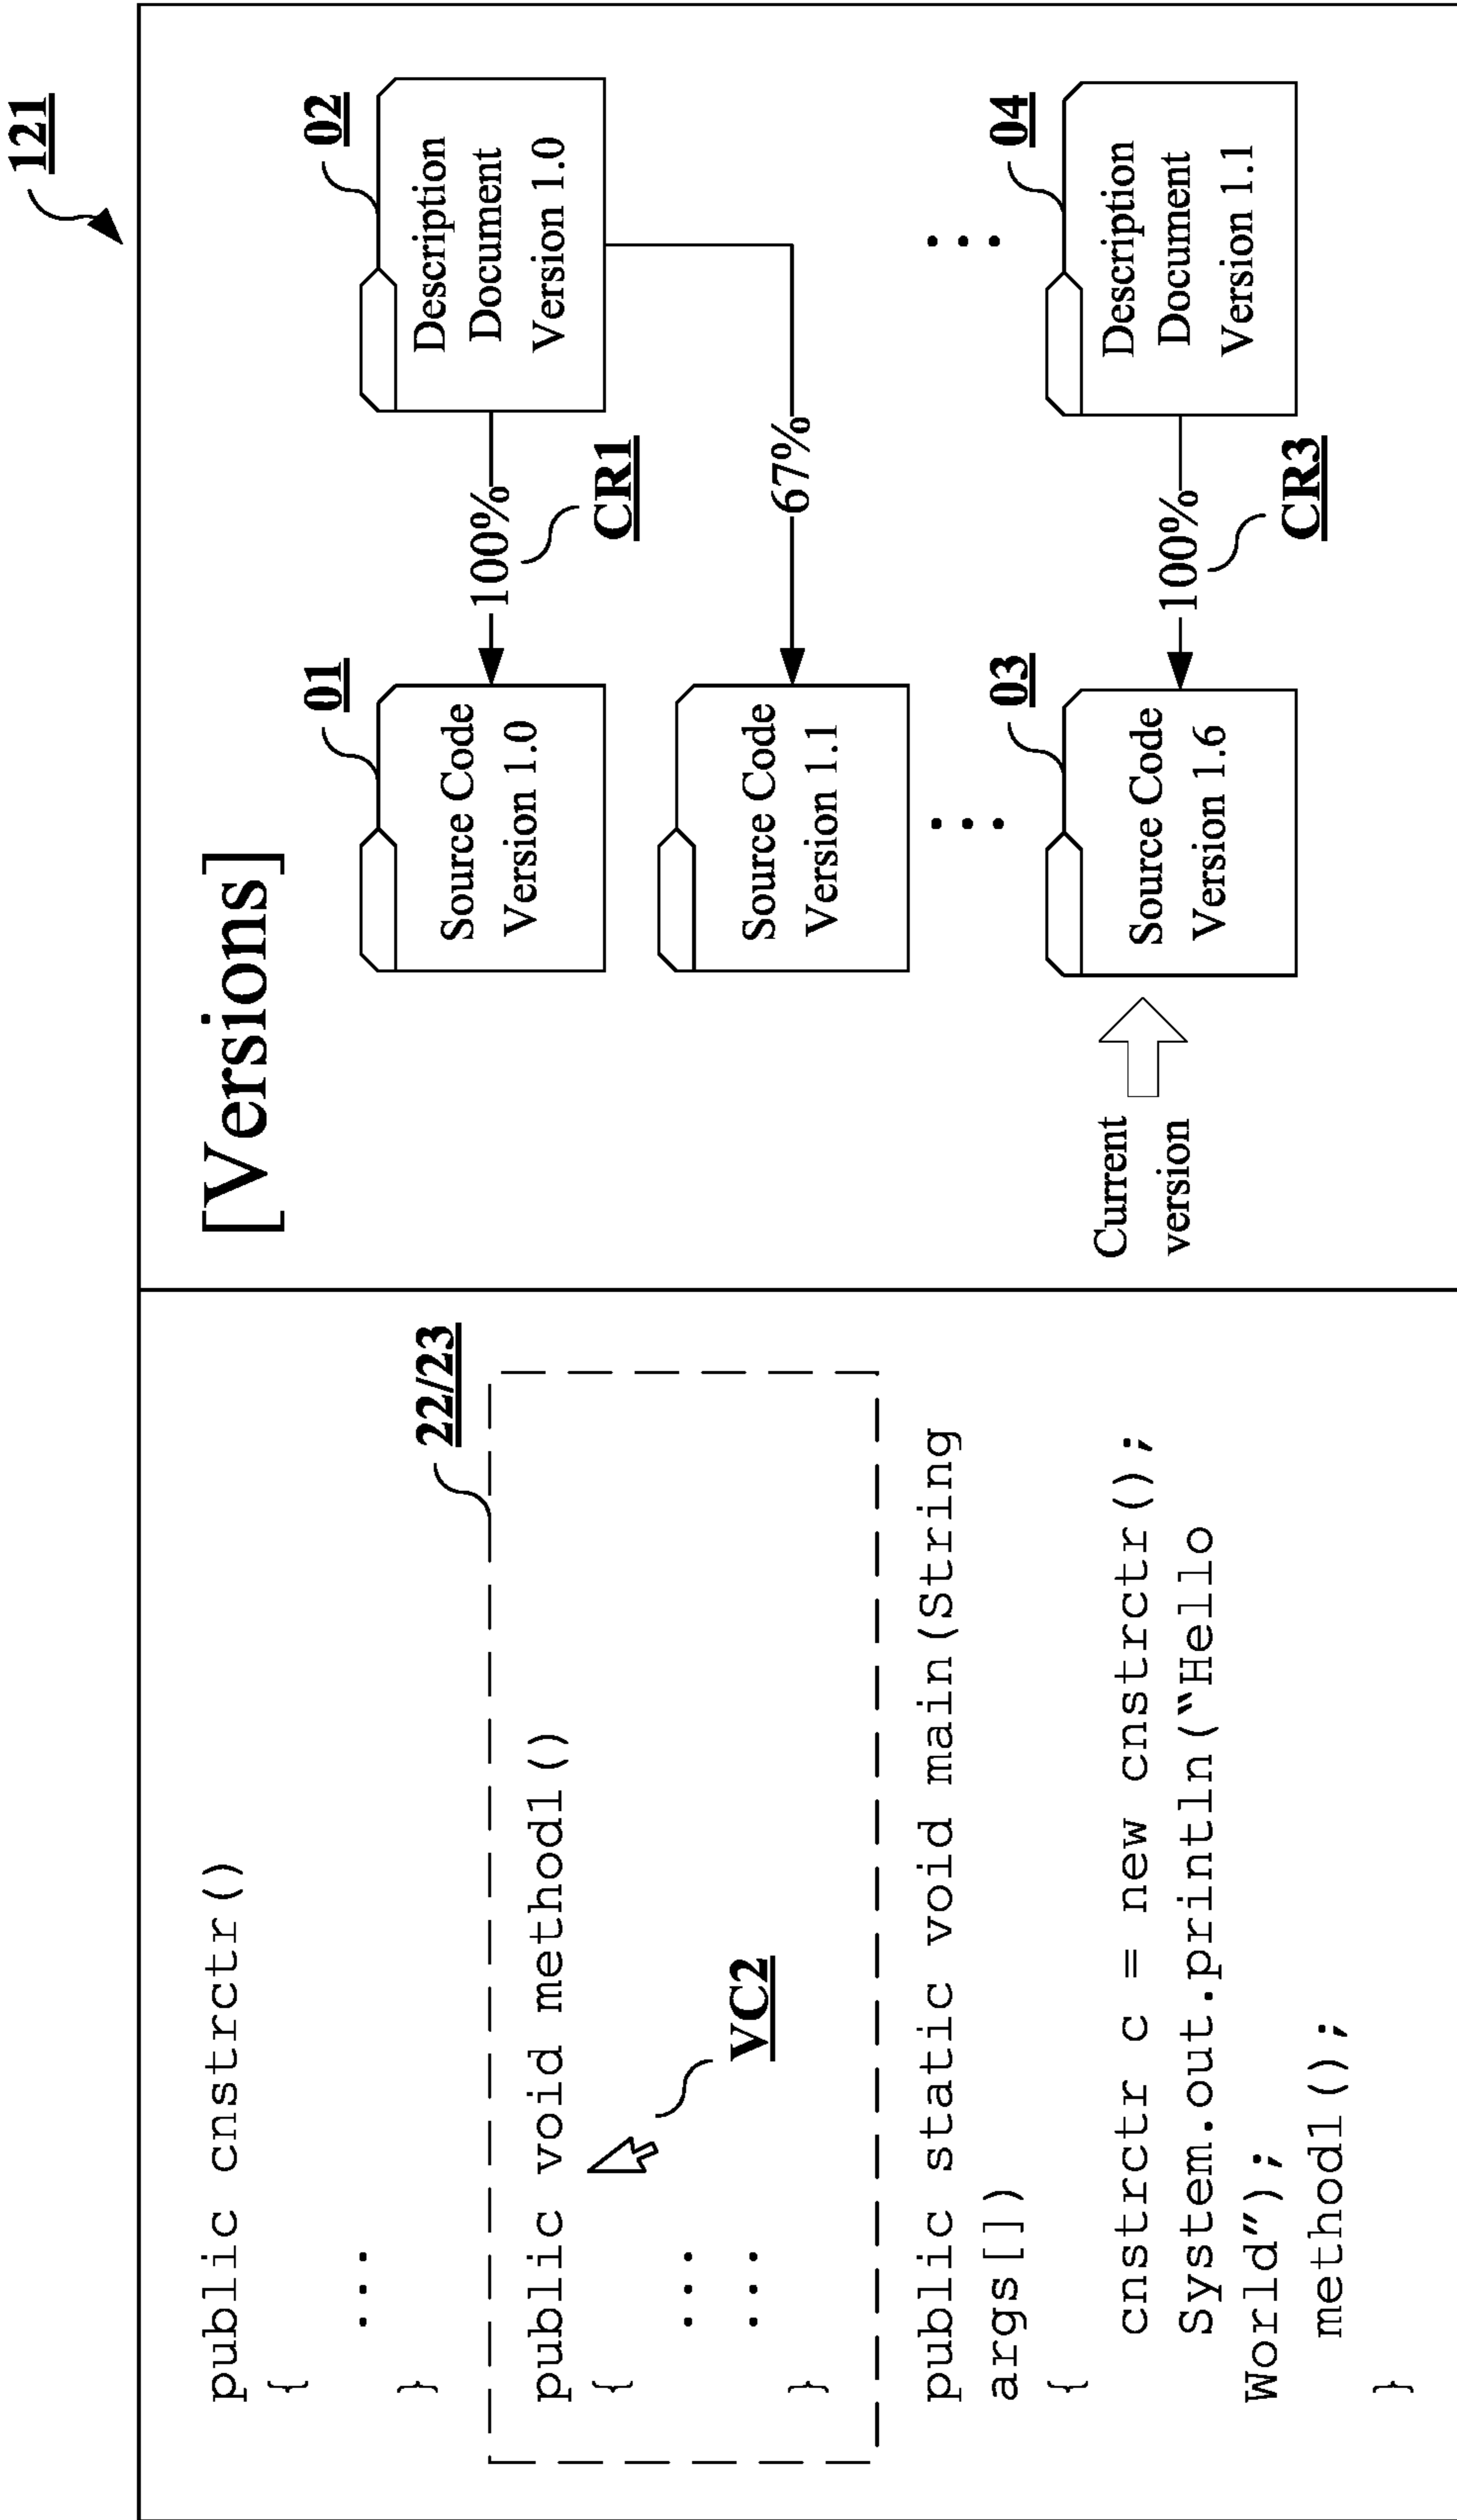 121
public cnstrctr()
{
...
}
22/23
public void method1()
{
...
...
}
VC2
public static void main(String
args[])
{
cnstrctr c = new cnstrctr();
System.out.println(“Hello
World”);
method1();
}
[Versions]
01
Source Code
Version 1.0
100%
CR1
02
Description
Document
Version 1.0
Source Code
Version 1.1
67%
...
...
Current
version
03
Source Code
Version 1.6
100%
CR3
04
Description
Document
Version 1.1